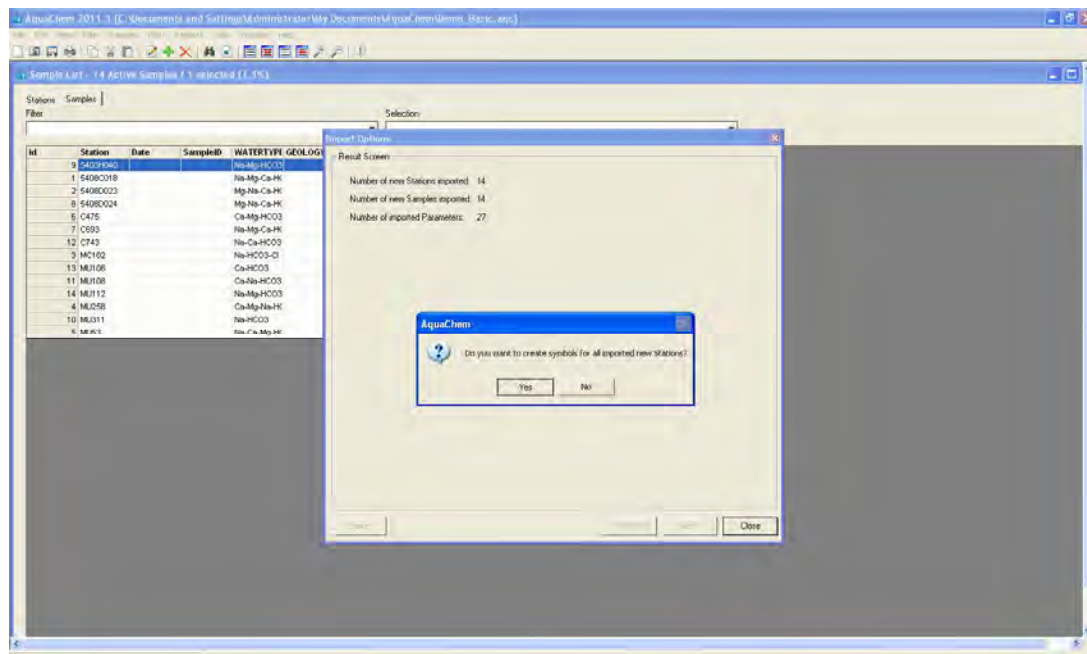 AquaChem 2011.1 [C:\Documents and Settings\Administrator\My Documents\AquaChem\Demo_Basic.aqc]
Sample List - 14 Active Samples / 1 selected (7.1%)
Stations Samples
Filter Selection
Id Station Date SampleID WATERTYPE GEOLOG
9 5403H040 Na-Mg-HCO3
1 5408C018 Na-Mg-Ca-HC
2 5408D023 Mg-Na-Ca-HC
8 5408D024 Mg-Na-Ca-HC
6 C475 Ca-Mg-HCO3
7 C693 Na-Mg-Ca-HC
12 C743 Na-Ca-HCO3
3 MC102 Na-HCO3-Cl
13 MU106 Ca-HCO3
11 MU108 Ca-Na-HCO3
14 MU112 Na-Mg-HCO3
4 MU258 Ca-Mg-Na-HC
10 MU311 Na-HCO3
5 MU53 Na-Ca-Mg-HC
Import Options
Result Screen
Number of new Stations imported: 14
Number of new Samples imported: 14
Number of imported Parameters: 27
AquaChem
Do you want to create symbols for all imported new Stations?
Yes No
Close